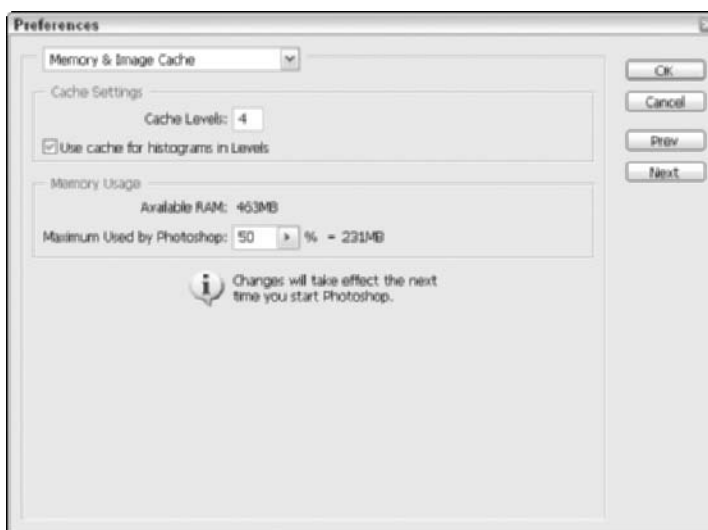 Preferences
Memory & Image Cache
OK
Cancel
Prev
Next
Cache Settings
Cache Levels: 4
Use cache for histograms in Levels
Memory Usage
Available RAM: 463MB
Maximum Used by Photoshop: 50 % = 231MB
Changes will take effect the next
time you start Photoshop.